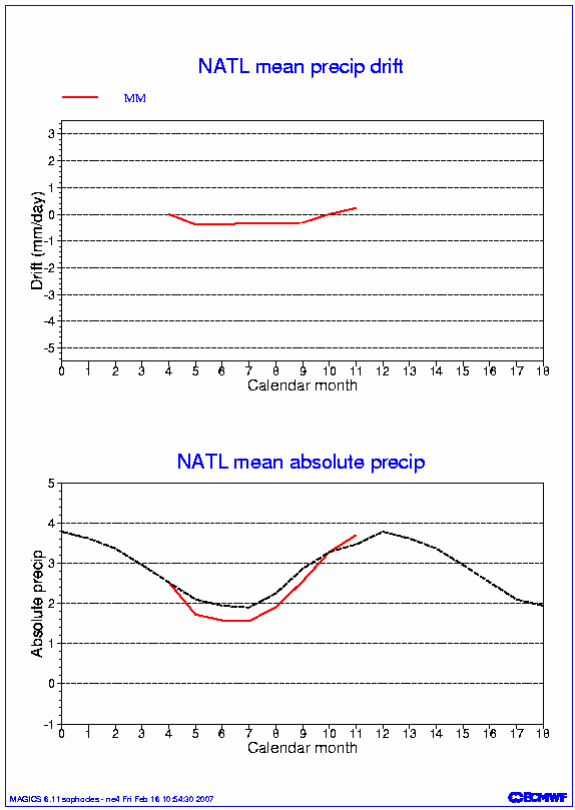 NATL mean precip drift
MM
3
2
1
0
-1
-2
-3
-4
-5
Drift (mm/day)
0 1 2 3 4 5 6 7 8 9 10 11 12 13 14 15 16 17 18
Calendar month
NATL mean absolute precip
5
4
3
2
1
0
-1
Absolute precip
0 1 2 3 4 5 6 7 8 9 10 11 12 13 14 15 16 17 18
Calendar month
MAGICS 6.11 sophocles - ne4 Fri Feb 16 10:54:30 2007
ECMWF